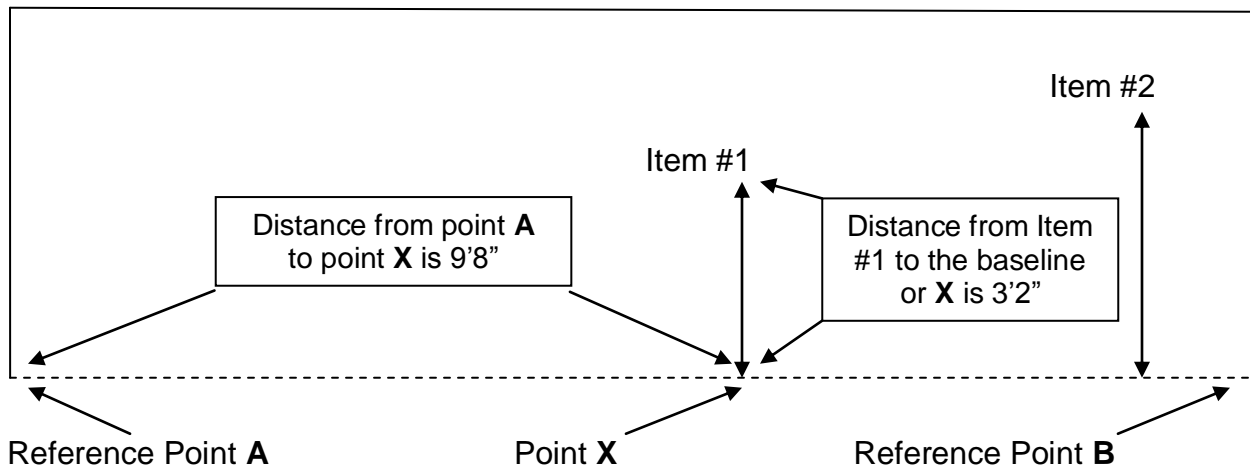 Item #2
Item #1
Distance from point A
to point X is 9’8”
Distance from Item
#1 to the baseline
or X is 3’2”
Reference Point A
Point X
Reference Point B